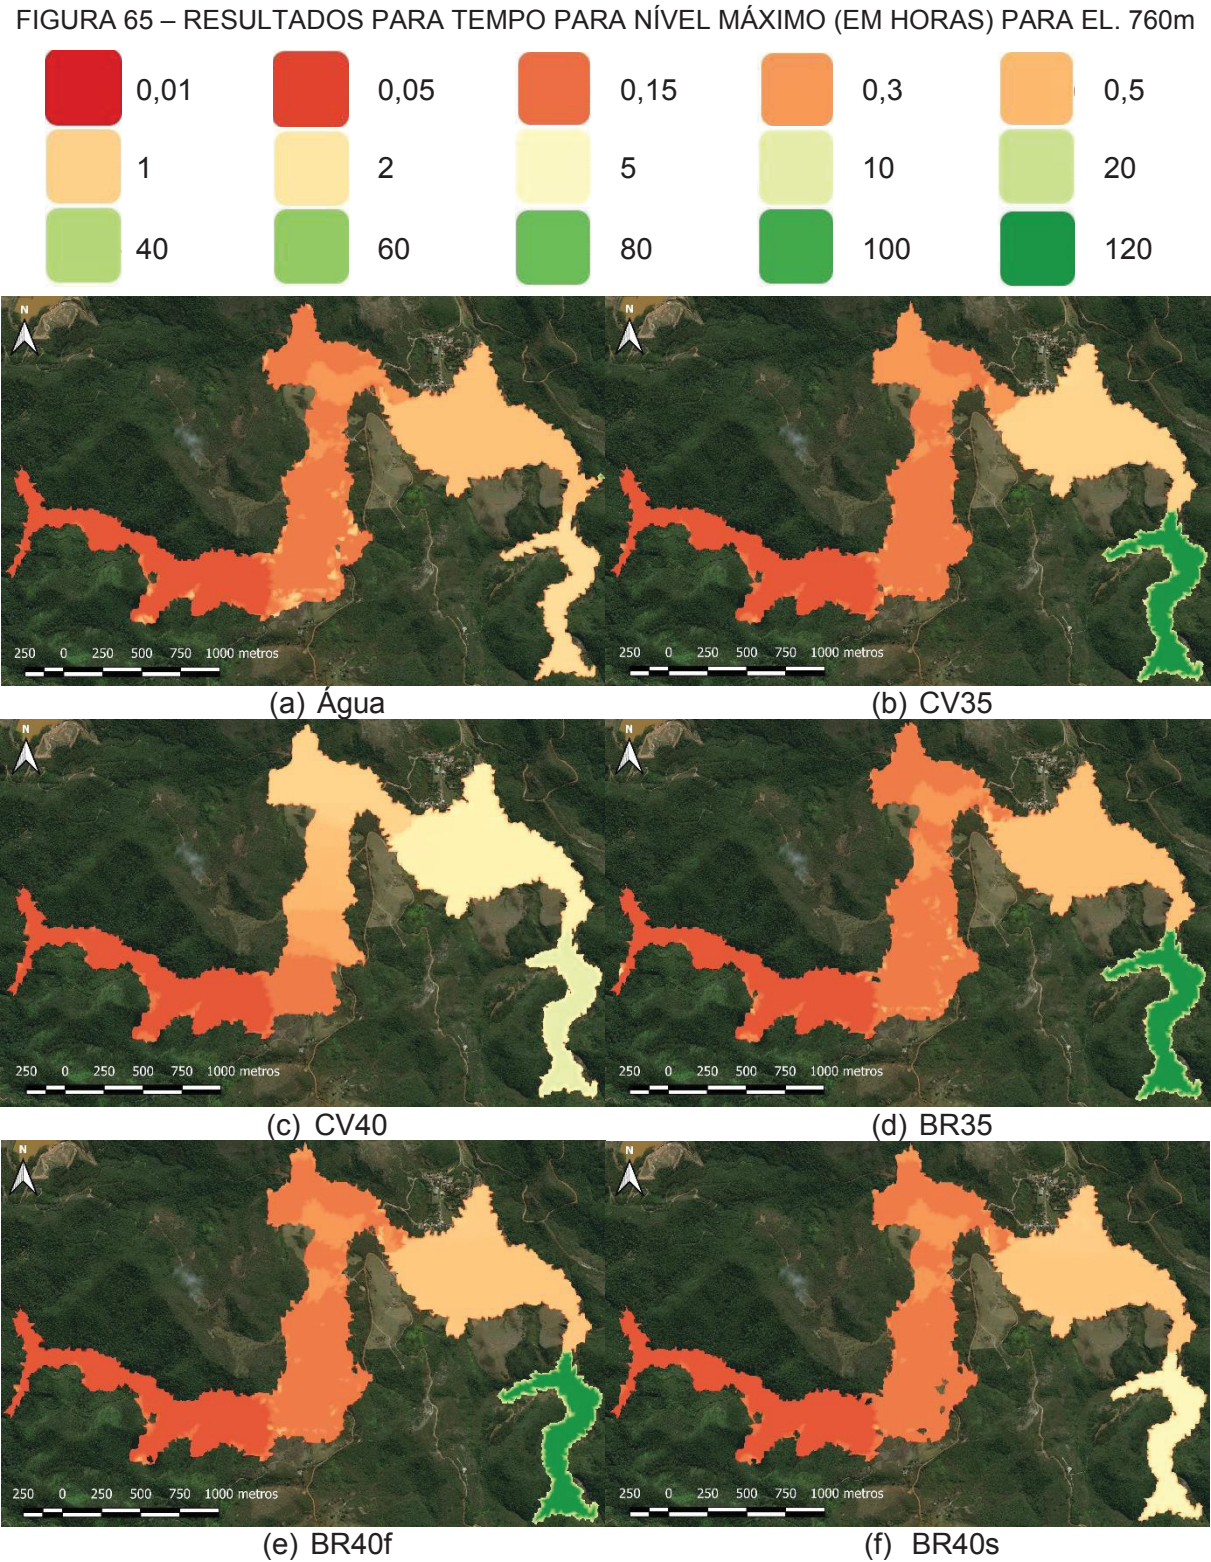 FIGURA 65 – RESULTADOS PARA TEMPO PARA NÍVEL MÁXIMO (EM HORAS) PARA EL. 760m
0,01 0,05 0,15 0,3 0,5
1 2 5 10 20
40 60 80 100 120
N N
250 0 250 500 750 1000 metros 250 0 250 500 750 1000 metros
(a) Água (b) CV35
N N
250 0 250 500 750 1000 metros 250 0 250 500 750 1000 metros
(c) CV40 (d) BR35
N N
250 0 250 500 750 1000 metros 250 0 250 500 750 1000 metros
(e) BR40f (f) BR40s